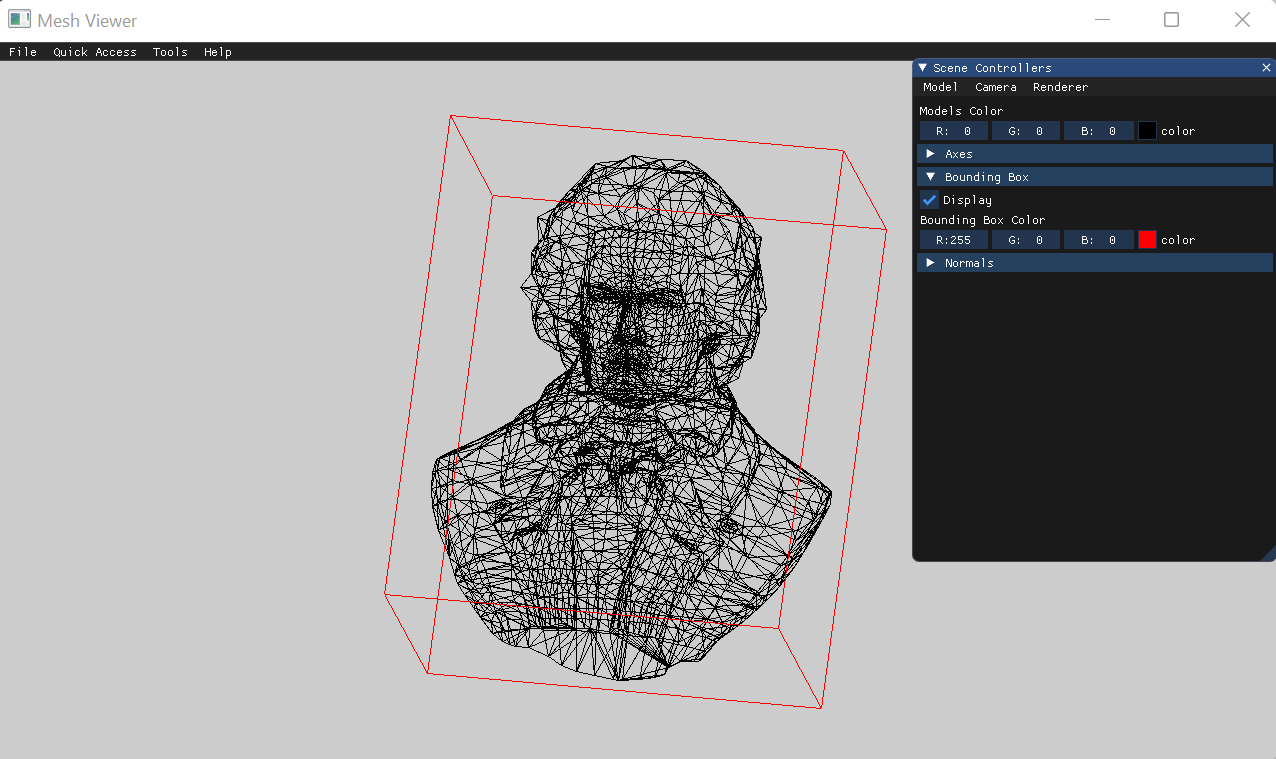 Mesh Viewer
File Quick Access Tools Help
Scene Controllers
Model Camera Renderer
Models Color
R: 0 G: 0 B: 0 color
Axes
Bounding Box
Display
Bounding Box Color
R:255 G: 0 B: 0 color
Normals